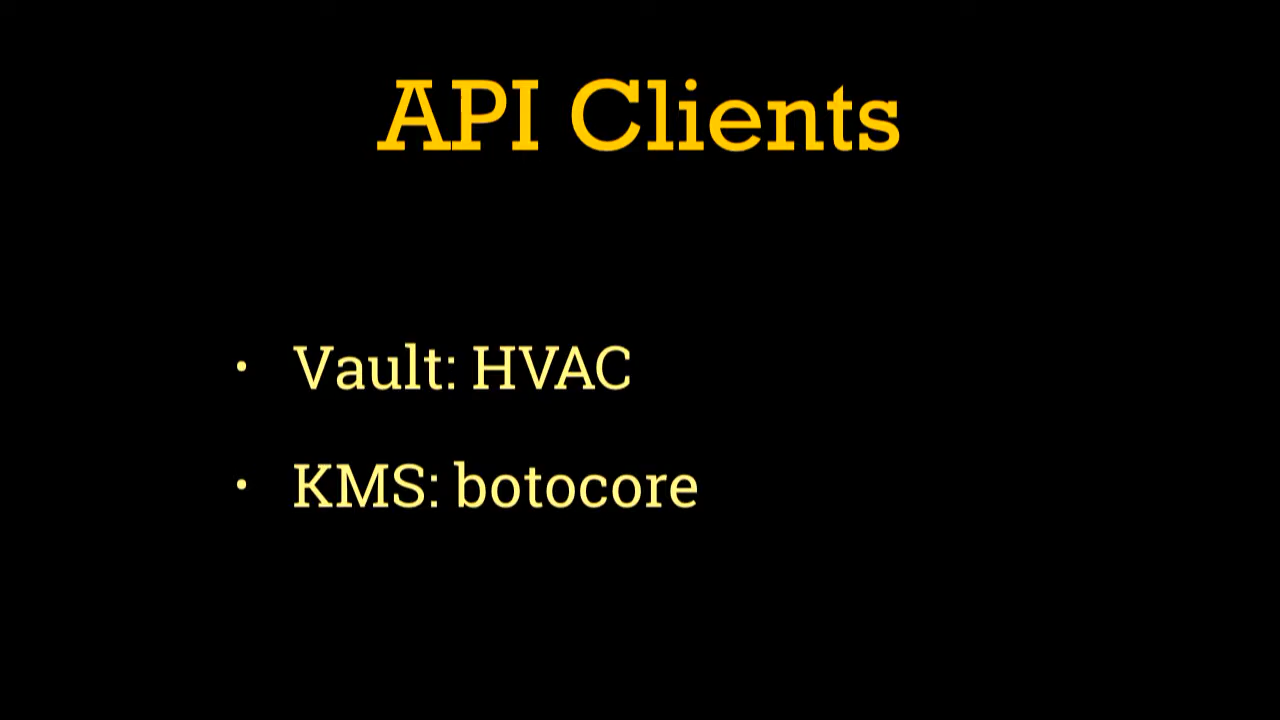 API Clients
• Vault: HVAC
• KMS: botocore